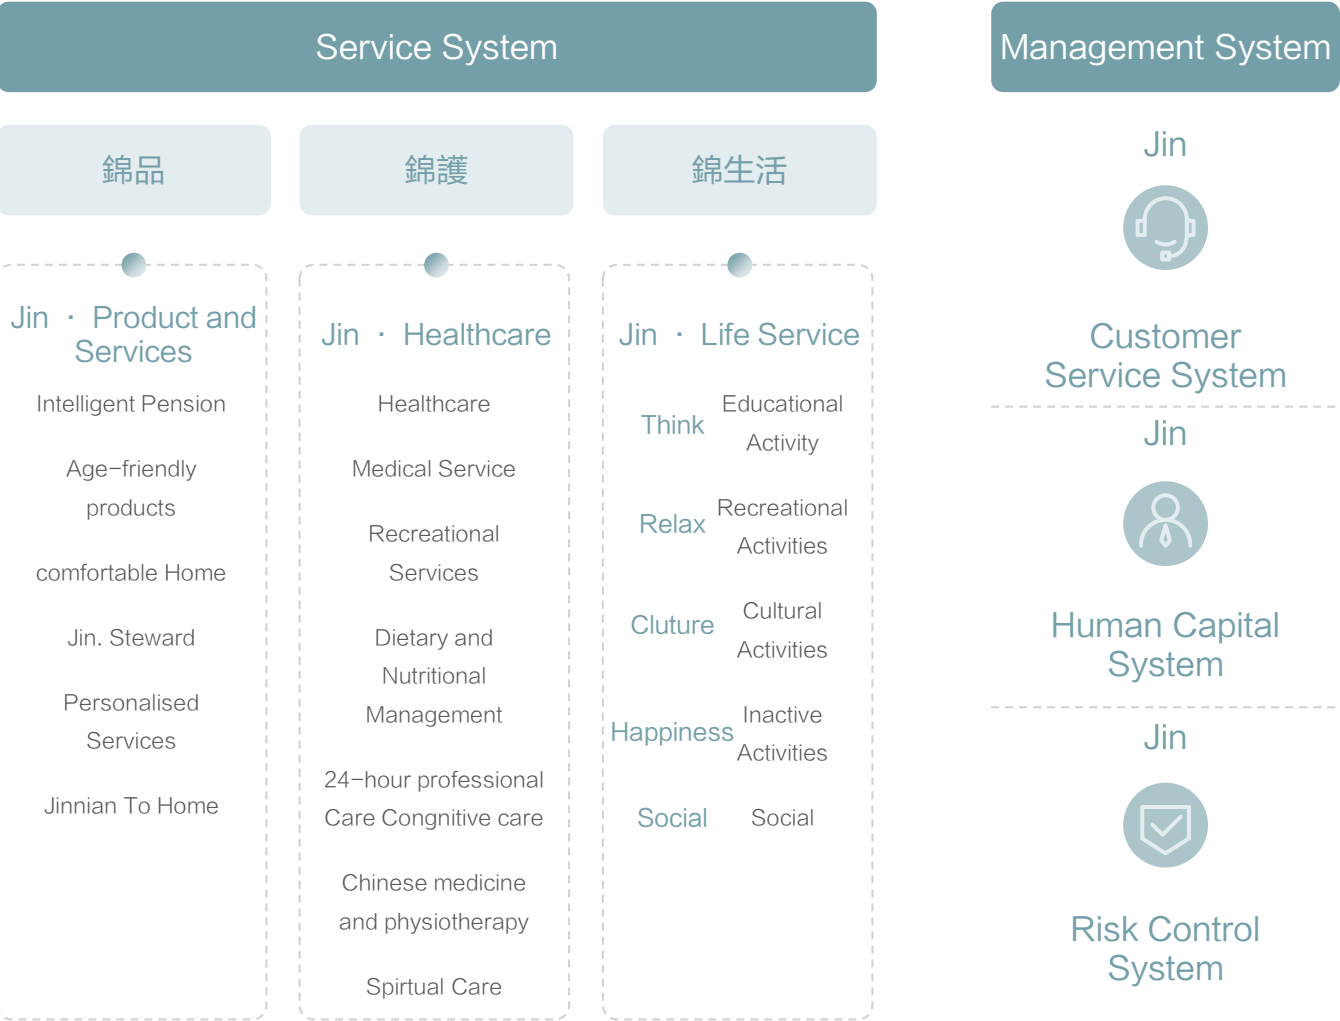 Service System
錦品
Jin · Product and
Services
Intelligent Pension
Age-friendly
products
comfortable Home
Jin. Steward
Personalised
Services
Jinnian To Home
錦護
Jin · Healthcare
Healthcare
Medical Service
Recreational
Services
Dietary and
Nutritional
Management
24-hour professional
Care Congnitive care
Chinese medicine
and physiotherapy
Spirtual Care
錦生活
Jin · Life Service
Think
Educational
Activity
Relax
Recreational
Activities
Cluture
Cultural
Activities
Happiness
Inactive
Activities
Social
Social
Management System
Jin
Customer
Service System
Jin
Human Capital
System
Jin
Risk Control
System